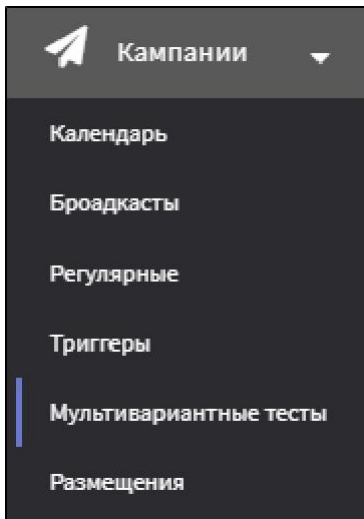 Кампании
Календарь
Броадкасты
Регулярные
Триггеры
Мультивариантные тесты
Размещения